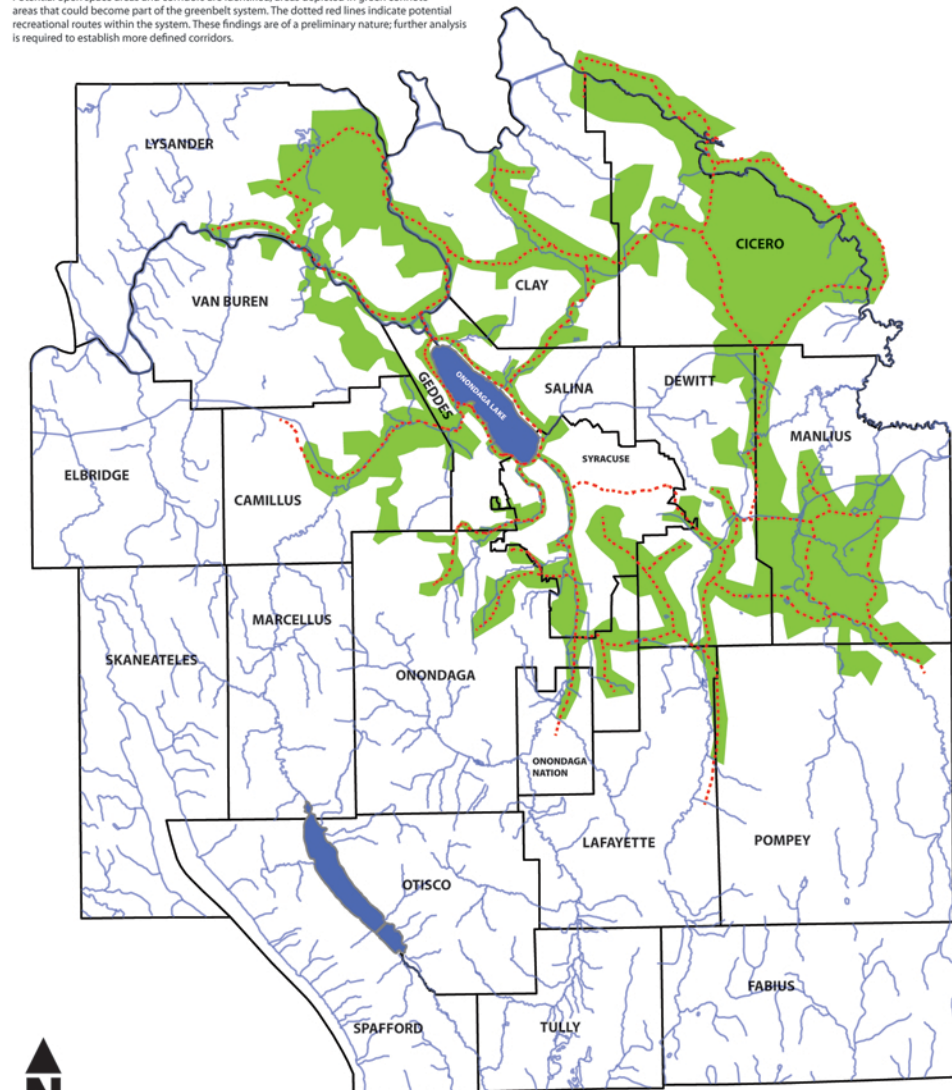 areas that could become part of the greenbelt system. The dotted red lines indicate potential
recreational routes within the system. These findings are of a preliminary nature; further analysis
is required to establish more defined corridors.
LYSANDER
CICERO
CLAY
VAN BUREN
GEDDES
ONONDAGA LAKE
SALINA
DEWITT
MANLIUS
SYRACUSE
ELBRIDGE
CAMILLUS
MARCELLUS
SKANEATELES
ONONDAGA
ONONDAGA
NATION
LAFAYETTE
POMPEY
OTISCO
FABIUS
SPAFFORD
TULLY
N